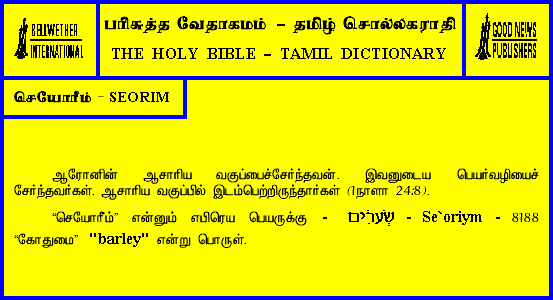 BELLWETHER
INTERNATIONAL
பரிசுத்த வேதாகமம் – தமிழ் சொல்லகராதி
THE HOLY BIBLE – TAMIL DICTIONARY
GOOD NEWS
PUBLISHERS
செயோரீம் - SEORIM
ஆரோனின் ஆசாரிய வகுப்பைச்சேர்ந்தவன். இவனுடைய பெயர்வழியைச்
சேர்ந்தவர்கள். ஆசாரிய வகுப்பில் இடம்பெற்றிருந்தார்கள் (1நாளா 24:8).
“செயோரீம்” என்னும் எபிரெய பெயருக்கு - שְׂעֹרִים - Se`oriym - 8188
“கோதுமை” "barley" என்று பொருள்.